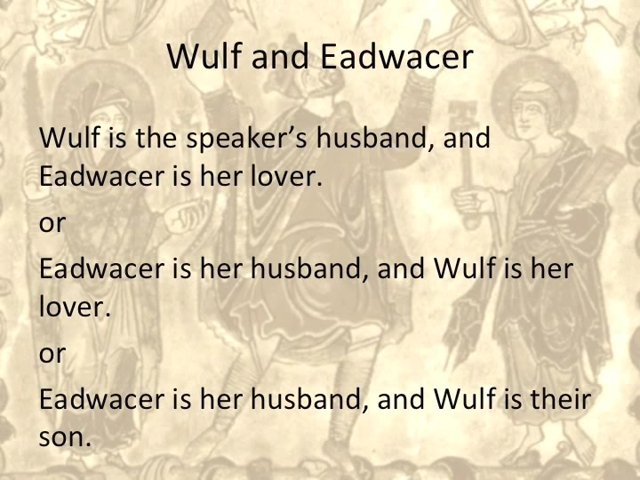 Wulf and Eadwacer
Wulf is the speaker’s husband, and
Eadwacer is her lover.
or
Eadwacer is her husband, and Wulf is her
lover.
or
Eadwacer is her husband, and Wulf is their
son.